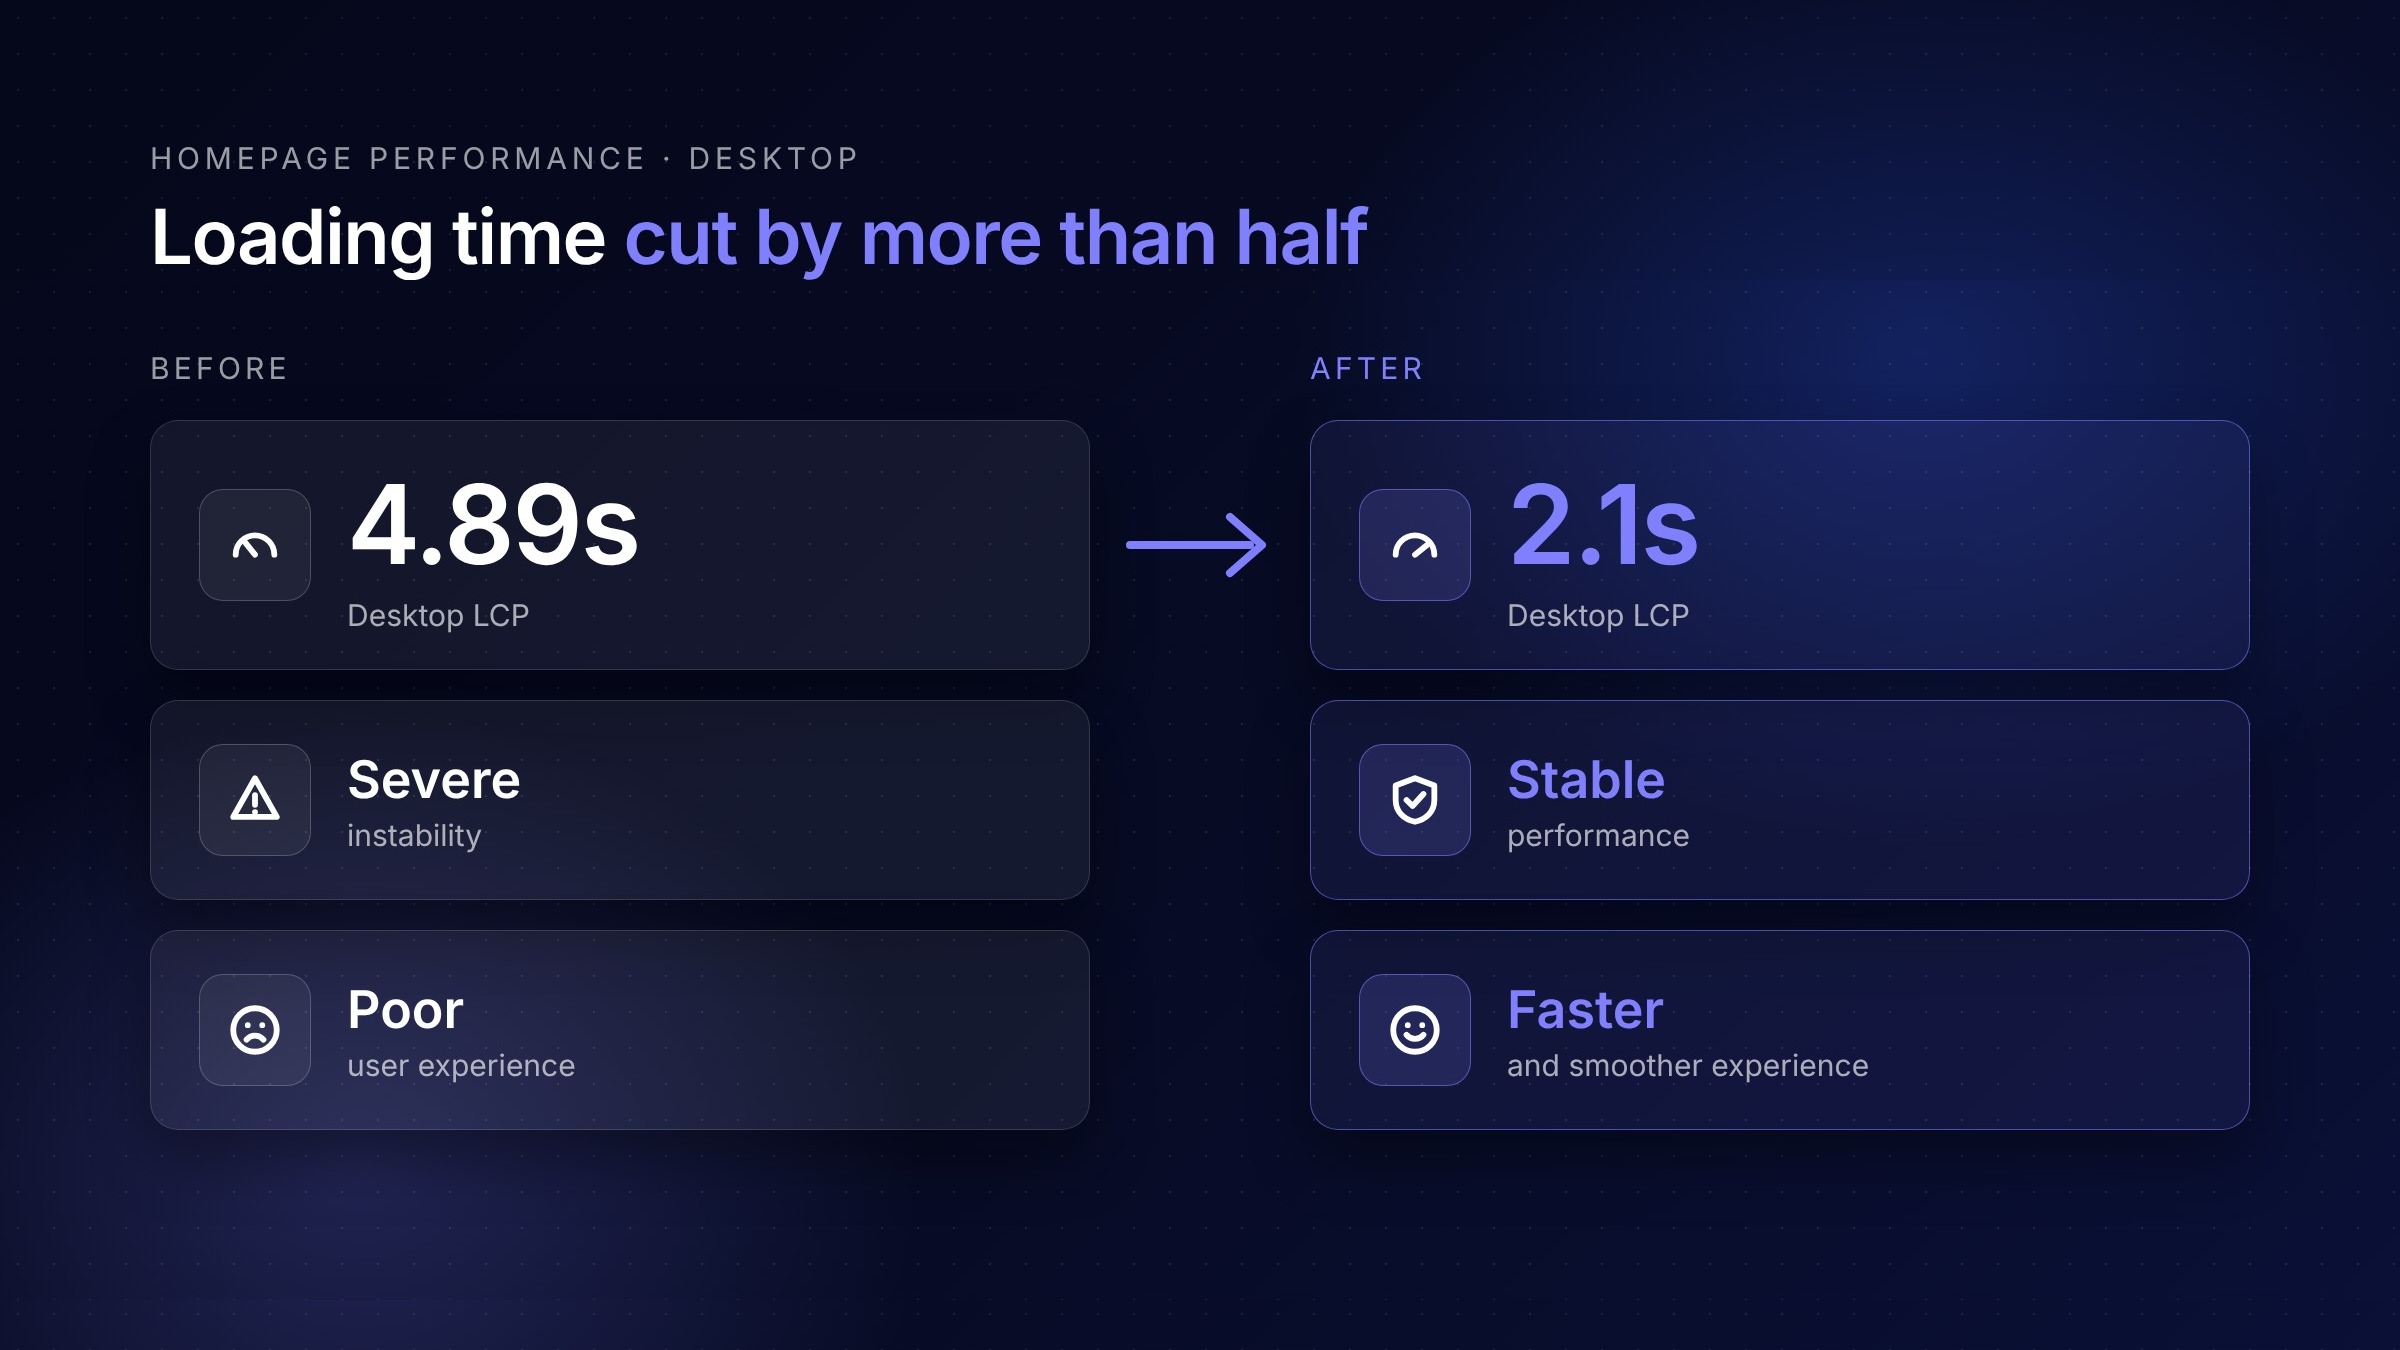 HOMEPAGE PERFORMANCE · DESKTOP
Loading time cut by more than half
BEFORE
4.89s
Desktop LCP
Severe
instability
Poor
user experience
AFTER
2.1s
Desktop LCP
Stable
performance
Faster
and smoother experience